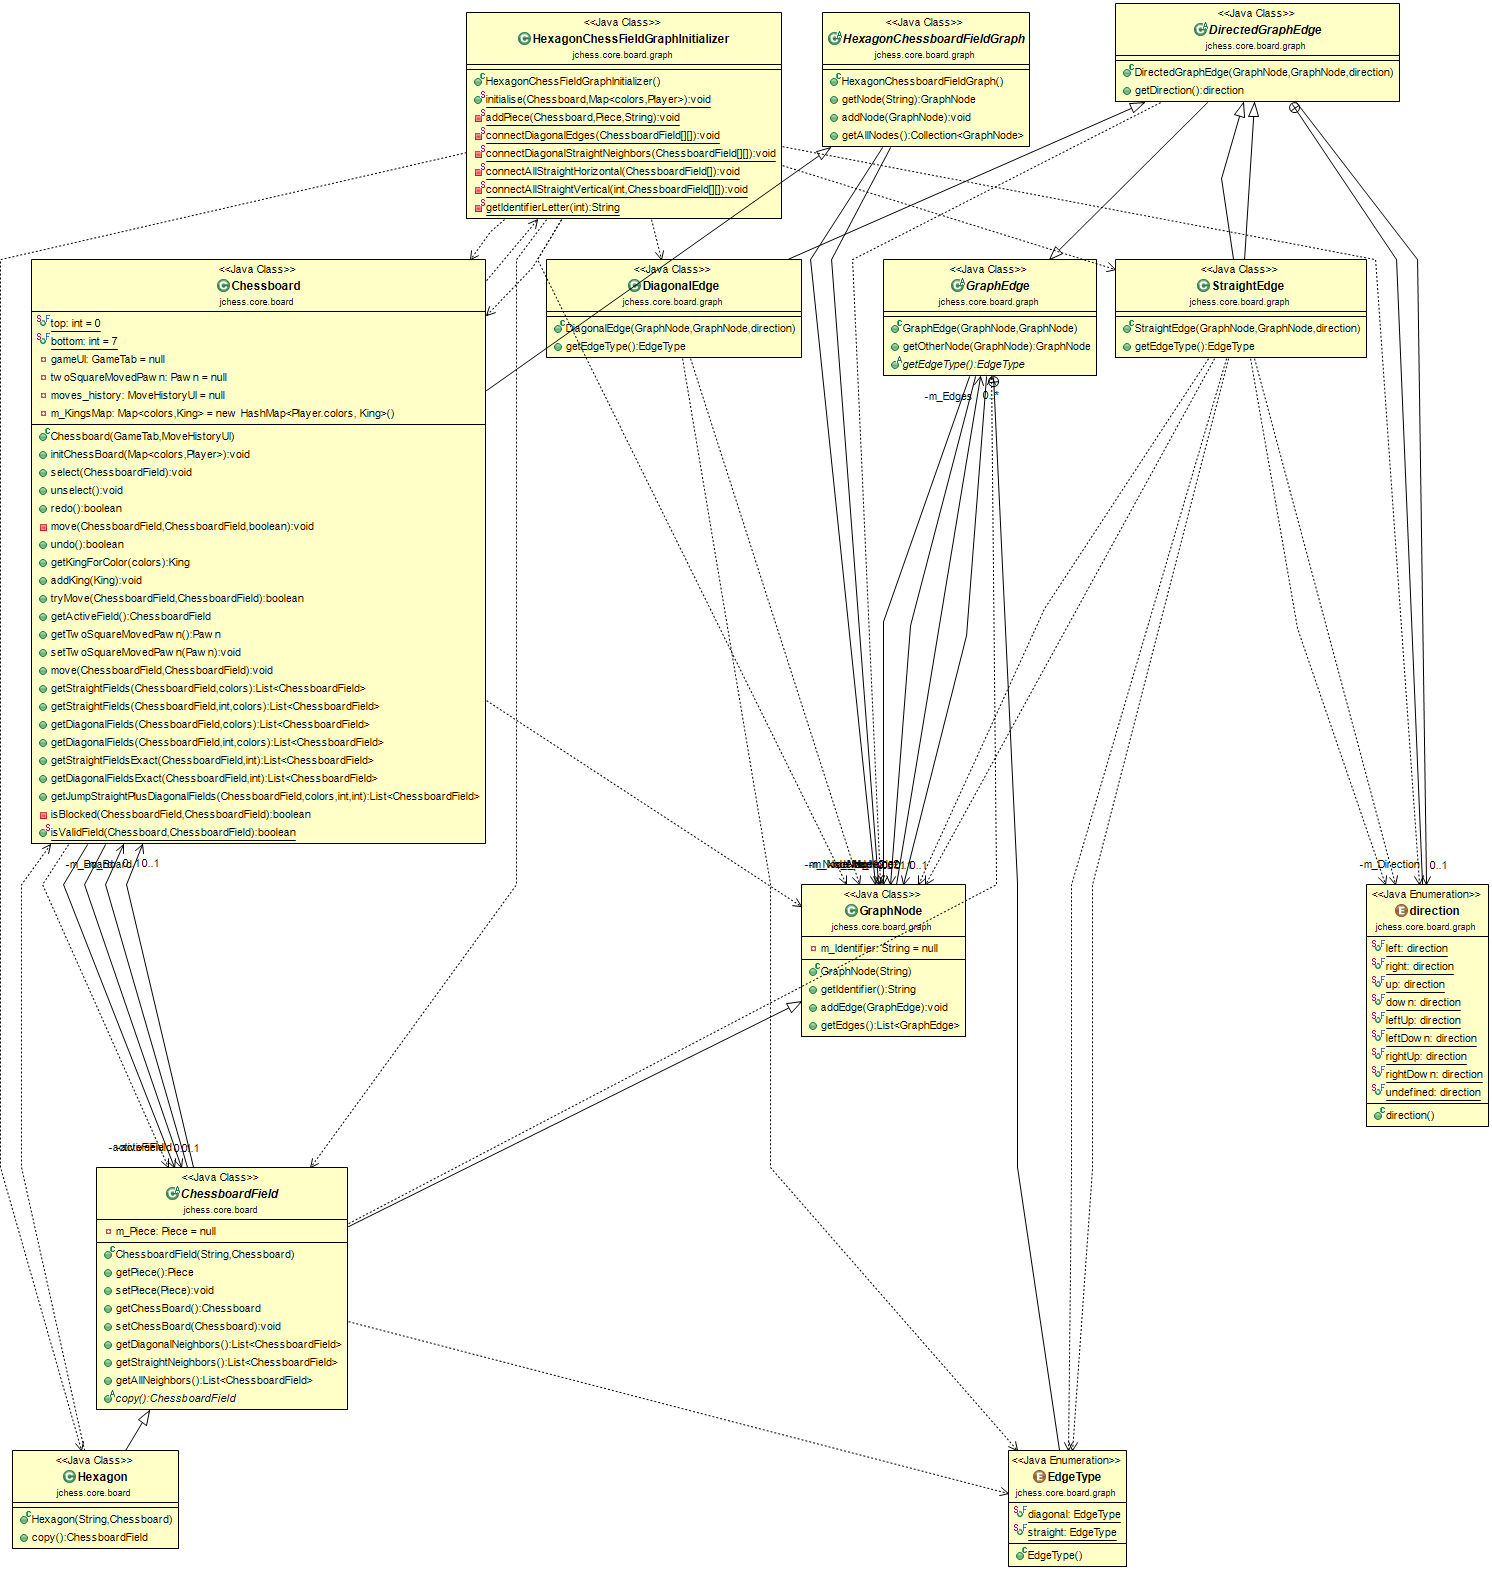 <<Java Class>>
HexagonChessFieldGraphInitializer
jchess.core.board.graph
HexagonChessFieldGraphInitializer()
initialise(Chessboard,Map<colors,Player>):void
addPiece(Chessboard,Piece,String):void
connectDiagonalEdges(ChessboardField[][]):void
connectDiagonalStraightNeighbors(ChessboardField[][]):void
connectAllStraightHorizontal(ChessboardField[]):void
connectAllStraightVertical(int,ChessboardField[][]):void
getIdentifierLetter(int):String
<<Java Class>>
HexagonChessboardFieldGraph
jchess.core.board.graph
HexagonChessboardFieldGraph()
getNode(String):GraphNode
addNode(GraphNode):void
getAllNodes():Collection<GraphNode>
<<Java Class>>
DirectedGraphEdge
jchess.core.board.graph
DirectedGraphEdge(GraphNode,GraphNode,direction)
getDirection():direction
<<Java Class>>
Chessboard
jchess.core.board
top: int = 0
bottom: int = 7
gameUI: GameTab = null
twoSquareMovedPawn: Pawn = null
moves_history: MoveHistoryUI = null
m_KingsMap: Map<colors,King> = new HashMap<Player.colors, King>()
Chessboard(GameTab,MoveHistoryUI)
initChessBoard(Map<colors,Player>):void
select(ChessboardField):void
unselect():void
redo():boolean
move(ChessboardField,ChessboardField,boolean):void
undo():boolean
getKingForColor(colors):King
addKing(King):void
tryMove(ChessboardField,ChessboardField):boolean
getActiveField():ChessboardField
getTwoSquareMovedPawn():Pawn
setTwoSquareMovedPawn(Pawn):void
move(ChessboardField,ChessboardField):void
getStraightFields(ChessboardField,colors):List<ChessboardField>
getStraightFields(ChessboardField,int,colors):List<ChessboardField>
getDiagonalFields(ChessboardField,colors):List<ChessboardField>
getDiagonalFields(ChessboardField,int,colors):List<ChessboardField>
getStraightFieldsExact(ChessboardField,int):List<ChessboardField>
getDiagonalFieldsExact(ChessboardField,int):List<ChessboardField>
getJumpStraightPlusDiagonalFields(ChessboardField,colors,int,int):List<ChessboardField>
isBlocked(ChessboardField,ChessboardField):boolean
isValidField(Chessboard,ChessboardField):boolean
<<Java Class>>
DiagonalEdge
jchess.core.board.graph
DiagonalEdge(GraphNode,GraphNode,direction)
getEdgeType():EdgeType
<<Java Class>>
GraphEdge
jchess.core.board.graph
GraphEdge(GraphNode,GraphNode)
getOtherNode(GraphNode):GraphNode
getEdgeType():EdgeType
<<Java Class>>
StraightEdge
jchess.core.board.graph
StraightEdge(GraphNode,GraphNode,direction)
getEdgeType():EdgeType
-m_Edges 0..*
0..1
0..1
-m_Direction 0..1
<<Java Class>>
GraphNode
jchess.core.board.graph
m_Identifier: String = null
GraphNode(String)
getIdentifier():String
addEdge(GraphEdge):void
getEdges():List<GraphEdge>
<<Java Enumeration>>
direction
jchess.core.board.graph
left: direction
right: direction
up: direction
down: direction
leftUp: direction
leftDown: direction
rightUp: direction
rightDown: direction
undefined: direction
direction()
<<Java Class>>
ChessboardField
jchess.core.board
m_Piece: Piece = null
ChessboardField(String,Chessboard)
getPiece():Piece
setPiece(Piece):void
getChessBoard():Chessboard
setChessBoard(Chessboard):void
getDiagonalNeighbors():List<ChessboardField>
getStraightNeighbors():List<ChessboardField>
getAllNeighbors():List<ChessboardField>
copy():ChessboardField
<<Java Class>>
Hexagon
jchess.core.board
Hexagon(String,Chessboard)
copy():ChessboardField
<<Java Enumeration>>
EdgeType
jchess.core.board.graph
diagonal: EdgeType
straight: EdgeType
EdgeType()